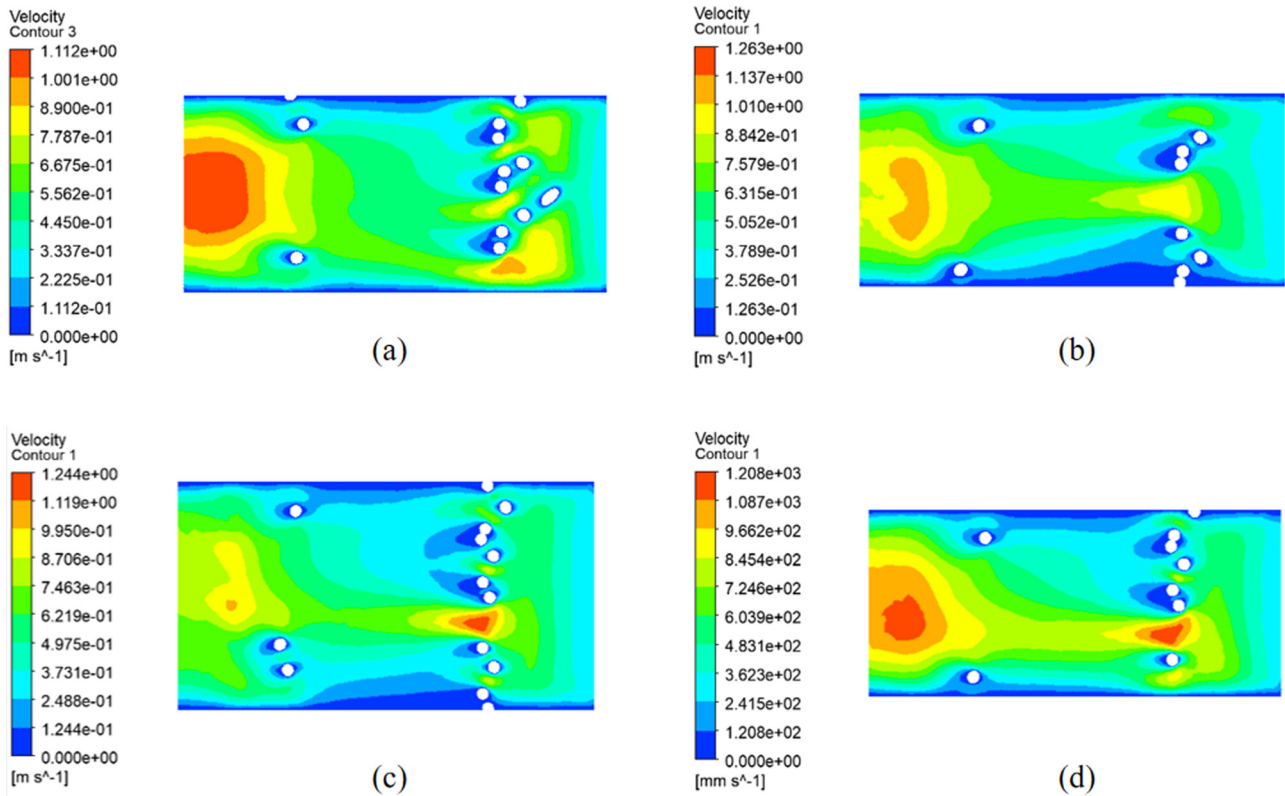 Velocity
Contour 3
1.112e+00
1.001e+00
8.900e-01
7.787e-01
6.675e-01
5.562e-01
4.450e-01
3.337e-01
2.225e-01
1.112e-01
0.000e+00
[m s^-1]
(a)
Velocity
Contour 1
1.263e+00
1.137e+00
1.010e+00
8.842e-01
7.579e-01
6.315e-01
5.052e-01
3.789e-01
2.526e-01
1.263e-01
0.000e+00
[m s^-1]
(b)
Velocity
Contour 1
1.244e+00
1.119e+00
9.950e-01
8.706e-01
7.463e-01
6.219e-01
4.975e-01
3.731e-01
2.488e-01
1.244e-01
0.000e+00
[m s^-1]
(c)
Velocity
Contour 1
1.208e+03
1.087e+03
9.662e+02
8.454e+02
7.246e+02
6.039e+02
4.831e+02
3.623e+02
2.415e+02
1.208e+02
0.000e+00
[mm s^-1]
(d)